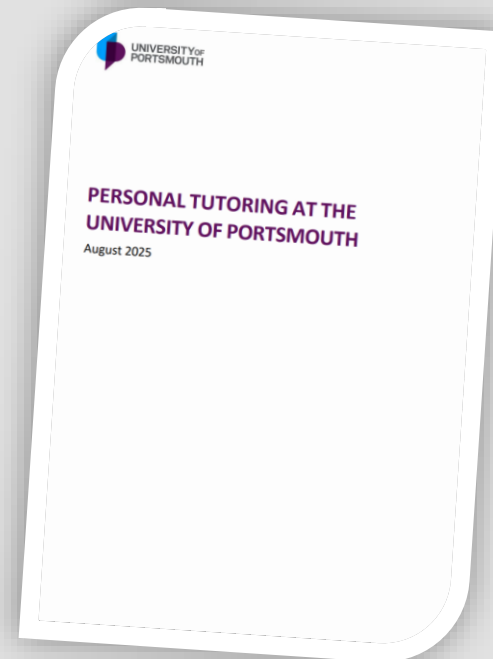 UNIVERSITY OF
PORTSMOUTH
PERSONAL TUTORING AT THE
UNIVERSITY OF PORTSMOUTH
August 2025